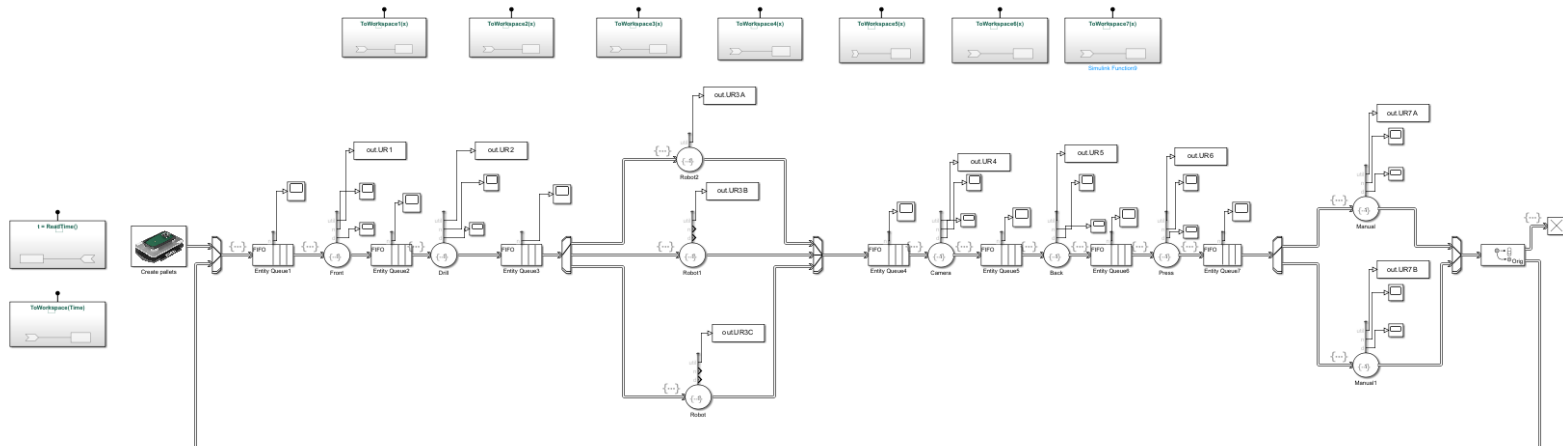 ToWorkspace1(x)
ToWorkspace2(x)
ToWorkspace3(x)
ToWorkspace4(x)
ToWorkspace5(x)
ToWorkspace6(x)
ToWorkspace7(x)
Simulink Function9
out.UR3A
out.UR7A
out.UR1
out.UR2
out.UR4
out.UR5
out.UR6
Robot2
out.UR3B
Manual
t = RealTime()
FIFO
FIFO
FIFO
FIFO
FIFO
FIFO
FIFO
Create pallets
Entity Queue1
Front
Entity Queue2
Drill
Entity Queue3
Robot1
Entity Queue4
Camera
Entity Queue5
Back
Entity Queue6
Press
Entity Queue7
Orig
out.UR7B
ToWorkspace(Time)
out.UR3C
Manual1
Robot